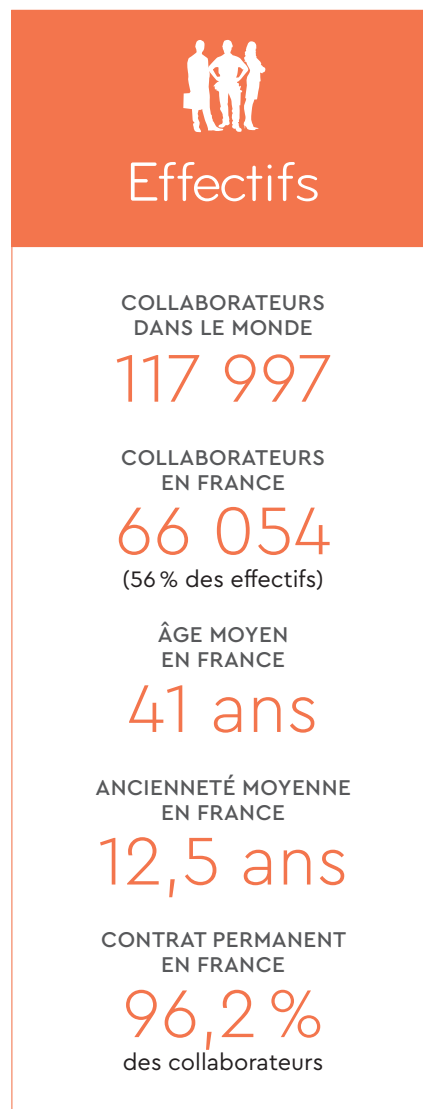 Effectifs
COLLABORATEURS
DANS LE MONDE
117 997
COLLABORATEURS
EN FRANCE
66 054
(56 % des effectifs)
ÂGE MOYEN
EN FRANCE
41 ans
ANCIENNETÉ MOYENNE
EN FRANCE
12,5 ans
CONTRAT PERMANENT
EN FRANCE
96,2 %
des collaborateurs